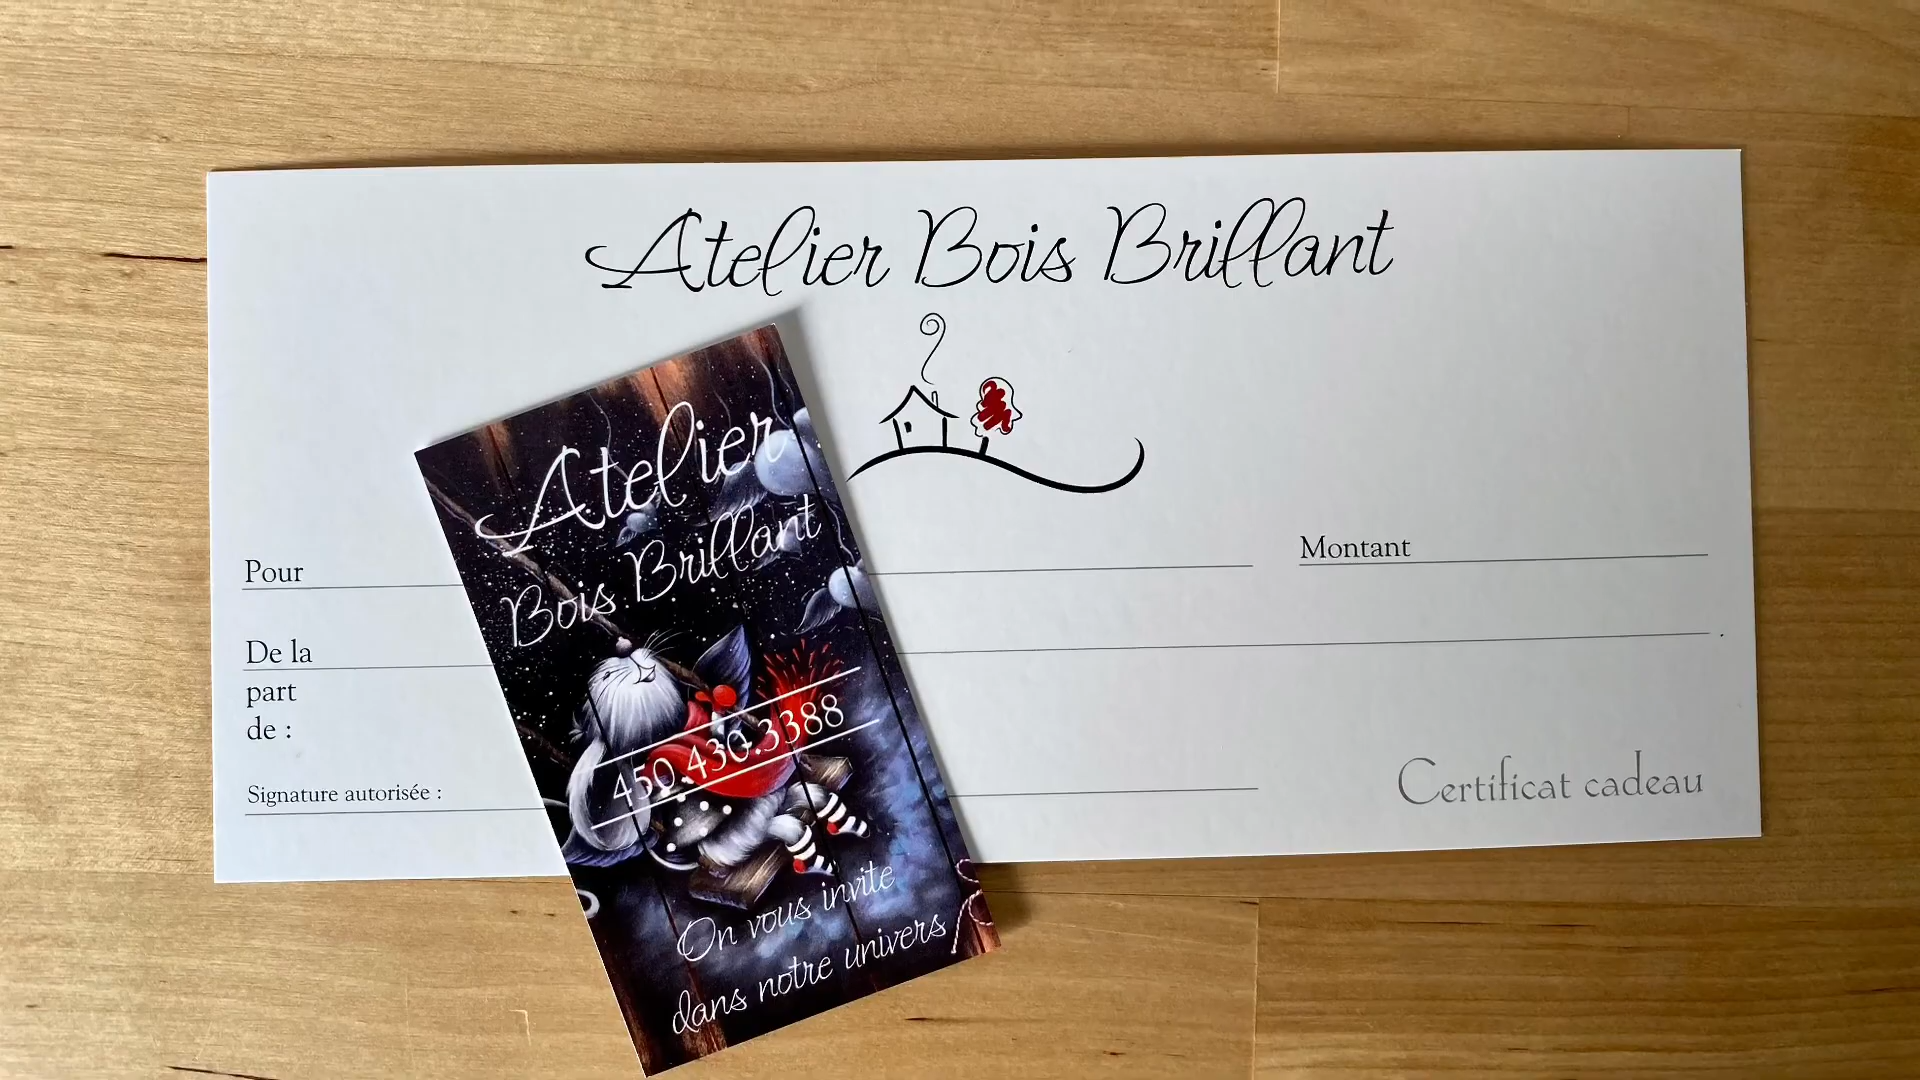 Atelier Bois Brillant
Pour
Montant
De la
part
de :
Signature autorisée :
Certificat cadeau
Atelier
Bois Brillant
450.430.3388
On vous invite
dans notre univers